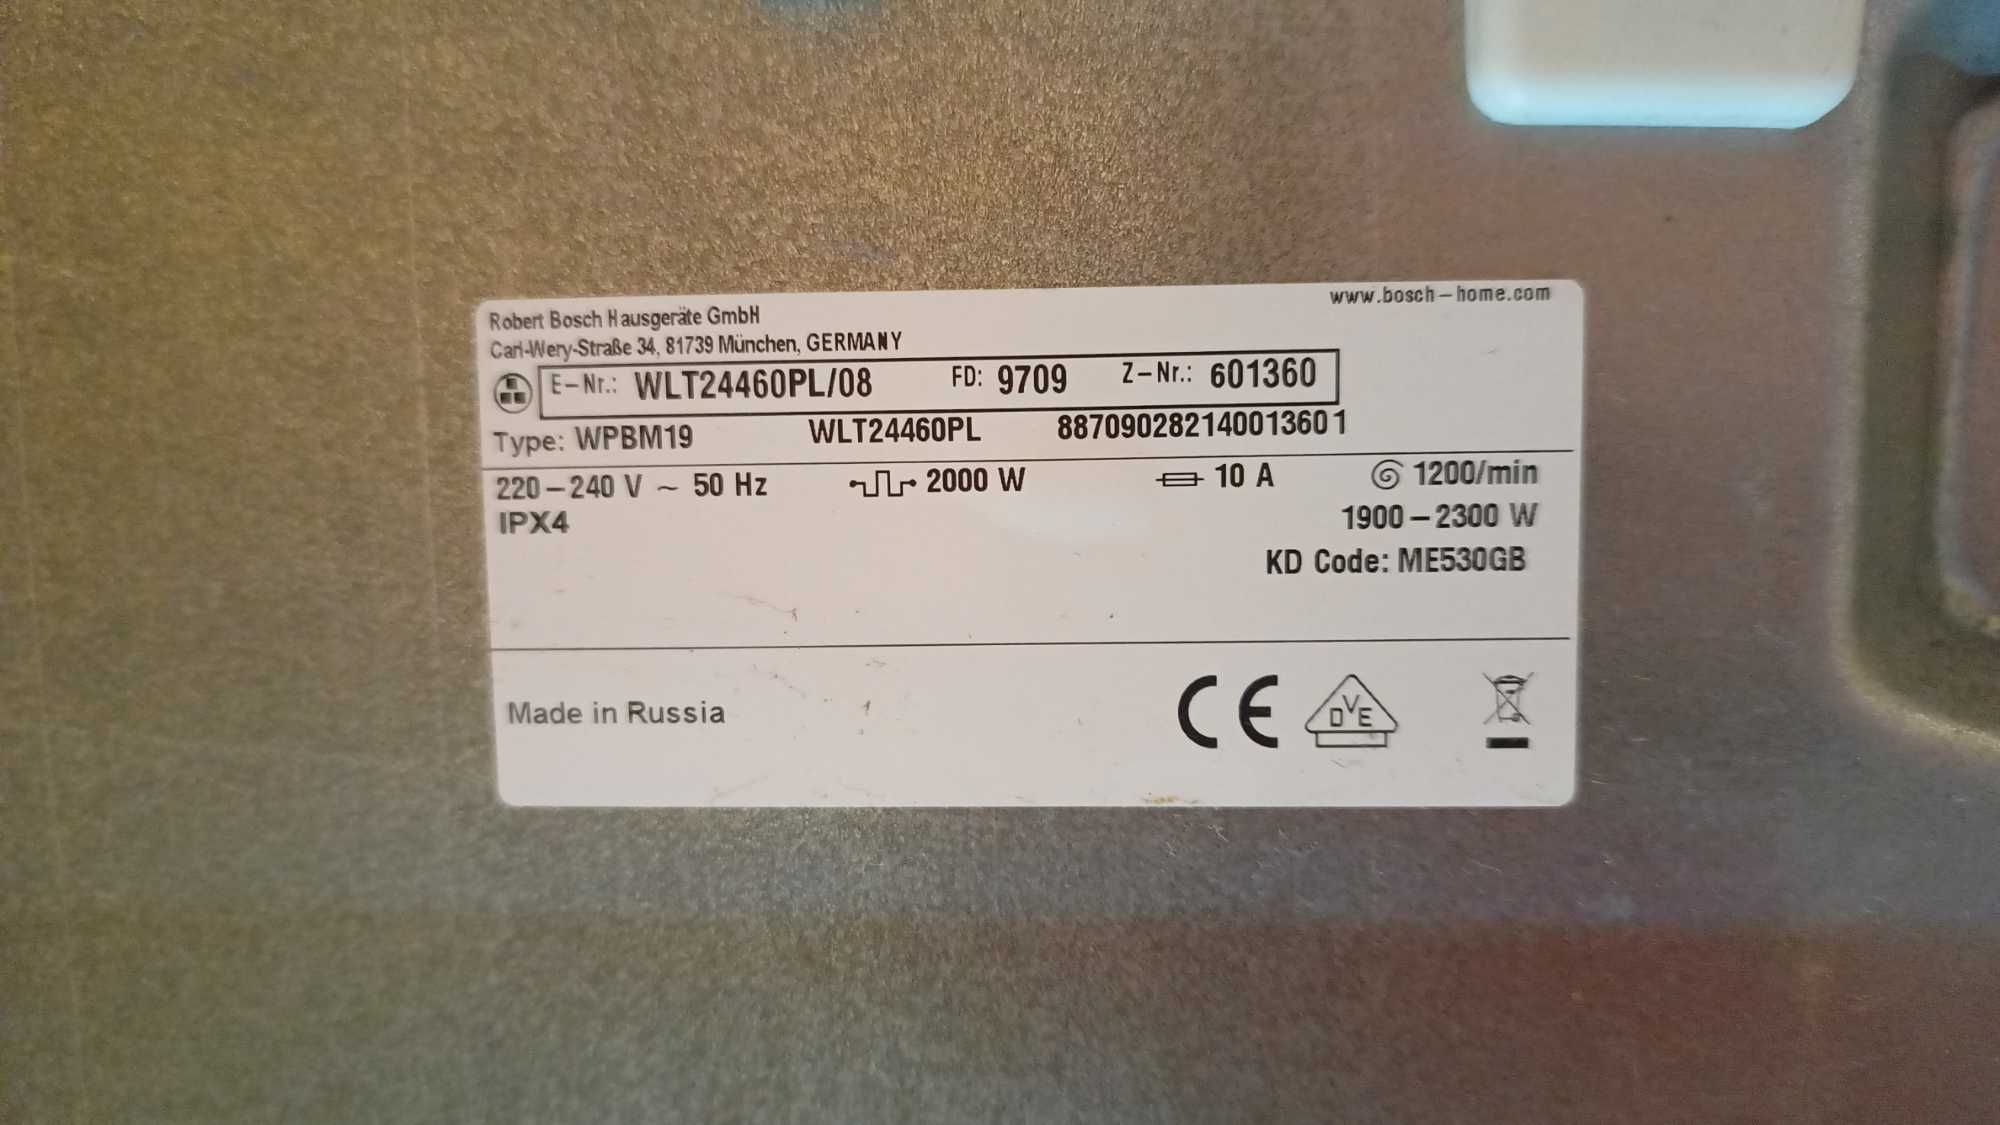 www.bosch-home.com
Robert Bosch Hausgeräte GmbH
Carl-Wery-Straße 34, 81739 München, GERMANY
E-Nr.: WLT24460PL/08 FD: 9709 Z-Nr.: 601360
Type: WPBM19 WLT24460PL 887090282140013601
220-240 V ~ 50 Hz 2000 W 10 A 1200/min
IPX4 1900-2300 W
KD Code: ME530GB
Made in Russia CE DVE